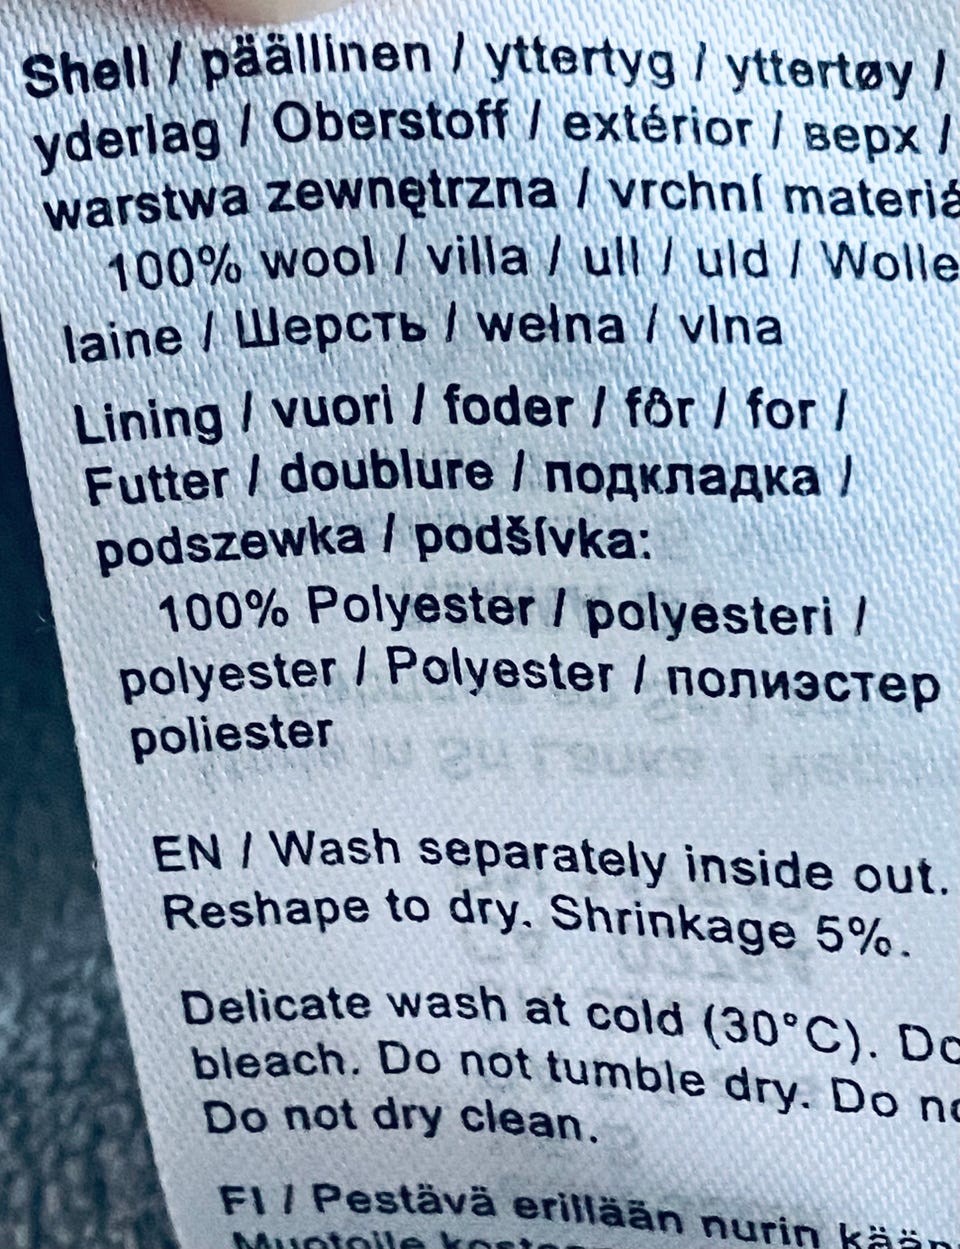 Shell / päällinen / yttertyg / yttertøy /
yderlag / Oberstoff / extérior / верх /
warstwa zewnętrzna / vrchní
100% wool / villa / ull / uld / Wolle
laine / Шерсть / wełna / vlna
Lining / vuori / foder / fôr / for /
Futter / doublure / подкладка /
podszewka / podšívka:
100% Polyester / polyesteri /
polyester / Polyester / полиэстер
poliester
EN / Wash separately inside out.
Reshape to dry. Shrinkage 5%.
Delicate wash at cold (30°C). Do
bleach. Do not tumble dry. Do
Do not dry clean.
FI / Pestävä erillään nurin
Muotoile